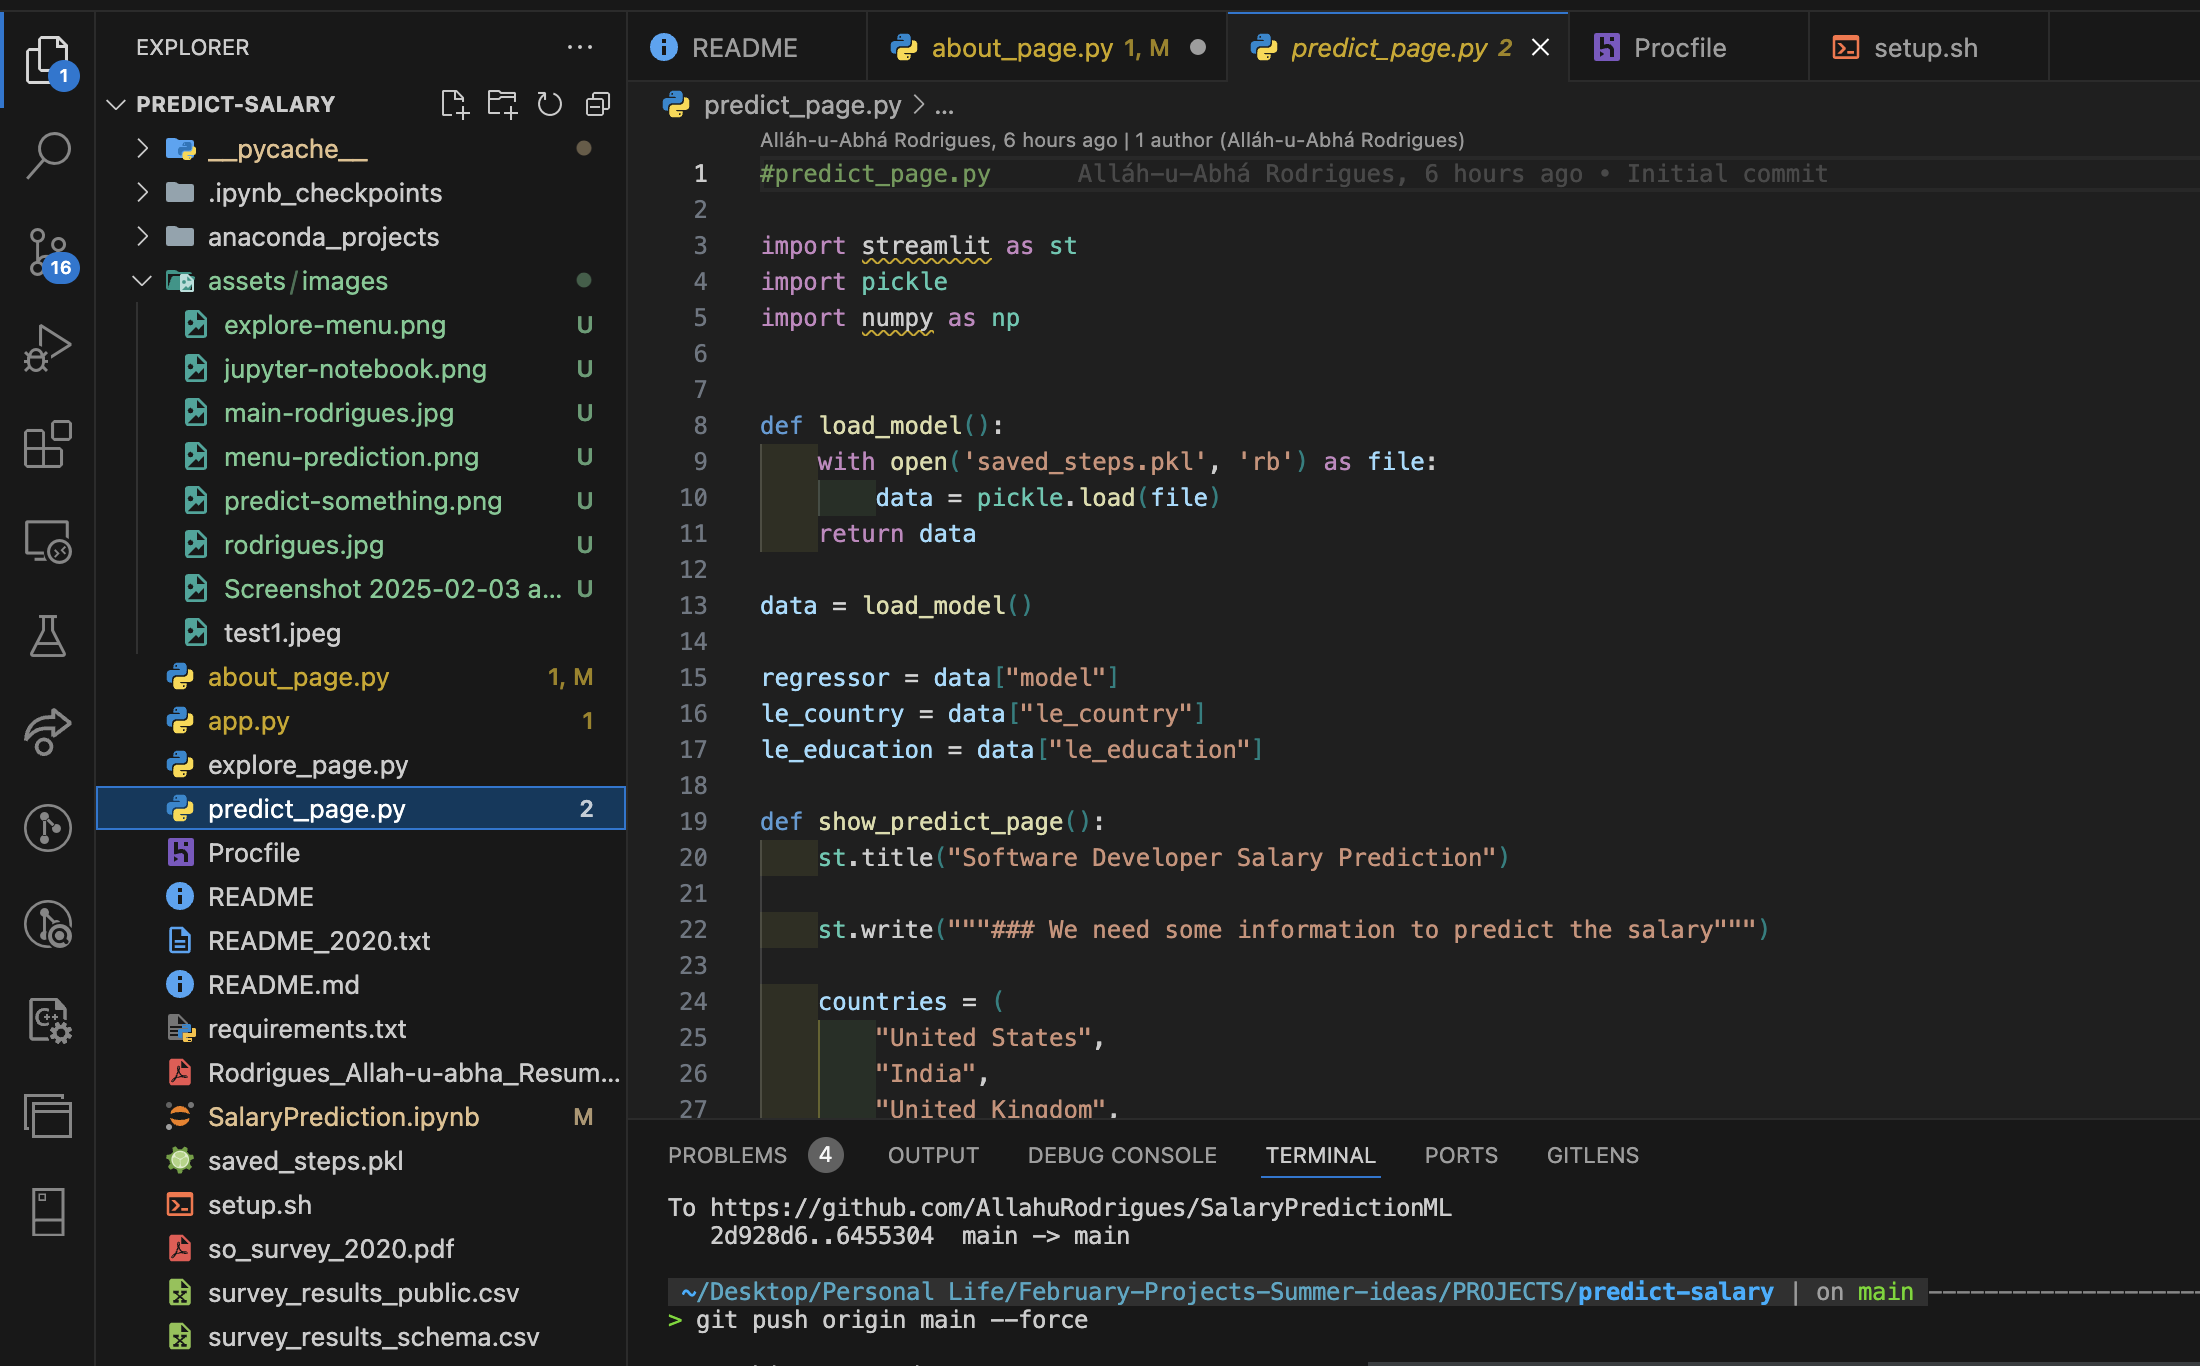 EXPLORER
PREDICT-SALARY
__pycache__
.ipynb_checkpoints
anaconda_projects
assets/images
explore-menu.png U
jupyter-notebook.png U
main-rodrigues.jpg U
menu-prediction.png U
predict-something.png U
rodrigues.jpg U
Screenshot 2025-02-03 a... U
test1.jpeg
about_page.py 1, M
app.py 1
explore_page.py
predict_page.py 2
Procfile
README
README_2020.txt
README.md
requirements.txt
Rodrigues_Allah-u-abha_Resum...
SalaryPrediction.ipynb M
saved_steps.pkl
setup.sh
so_survey_2020.pdf
survey_results_public.csv
survey_results_schema.csv
1
16
README about_page.py 1, M predict_page.py 2 Procfile setup.sh
predict_page.py > ...
Alláh-u-Abhá Rodrigues, 6 hours ago | 1 author (Alláh-u-Abhá Rodrigues)
1 #predict_page.py Alláh-u-Abhá Rodrigues, 6 hours ago • Initial commit
2
3 import streamlit as st
4 import pickle
5 import numpy as np
6
7
8 def load_model():
9 with open('saved_steps.pkl', 'rb') as file:
10 data = pickle.load(file)
11 return data
12
13 data = load_model()
14
15 regressor = data["model"]
16 le_country = data["le_country"]
17 le_education = data["le_education"]
18
19 def show_predict_page():
20 st.title("Software Developer Salary Prediction")
21
22 st.write("""### We need some information to predict the salary""")
23
24 countries = (
25 "United States",
26 "India",
27 "United Kingdom",
PROBLEMS 4 OUTPUT DEBUG CONSOLE TERMINAL PORTS GITLENS
To https://github.com/AllahuRodrigues/SalaryPredictionML
2d928d6..6455304 main -> main
~/Desktop/Personal Life/February-Projects-Summer-ideas/PROJECTS/predict-salary | on main
> git push origin main --force